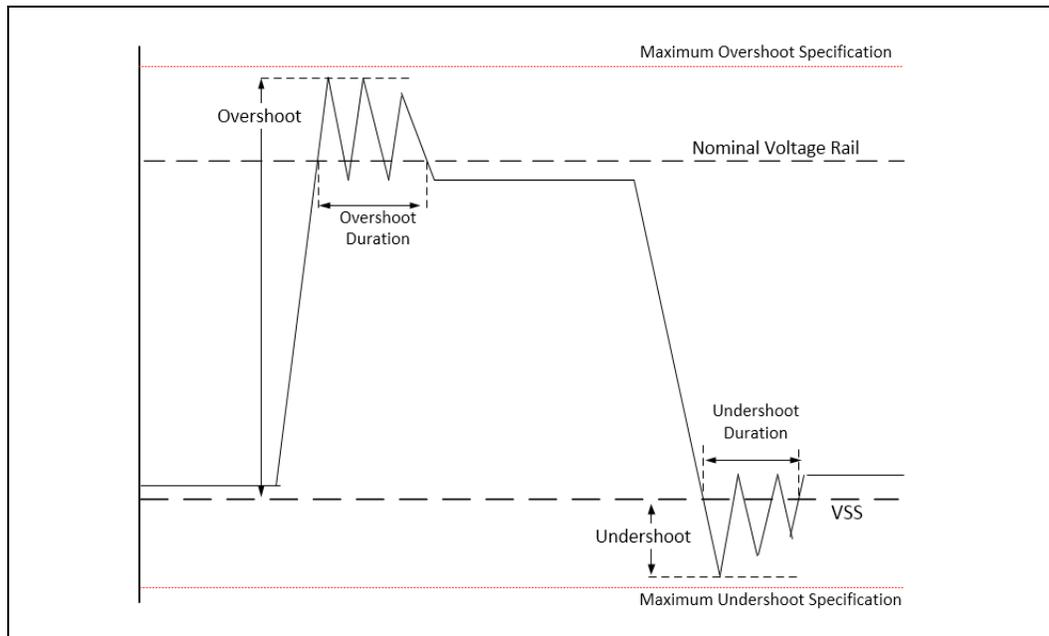 Maximum Overshoot Specification
Overshoot
Nominal Voltage Rail
Overshoot
Duration
Undershoot
Duration
VSS
Undershoot
Maximum Undershoot Specification